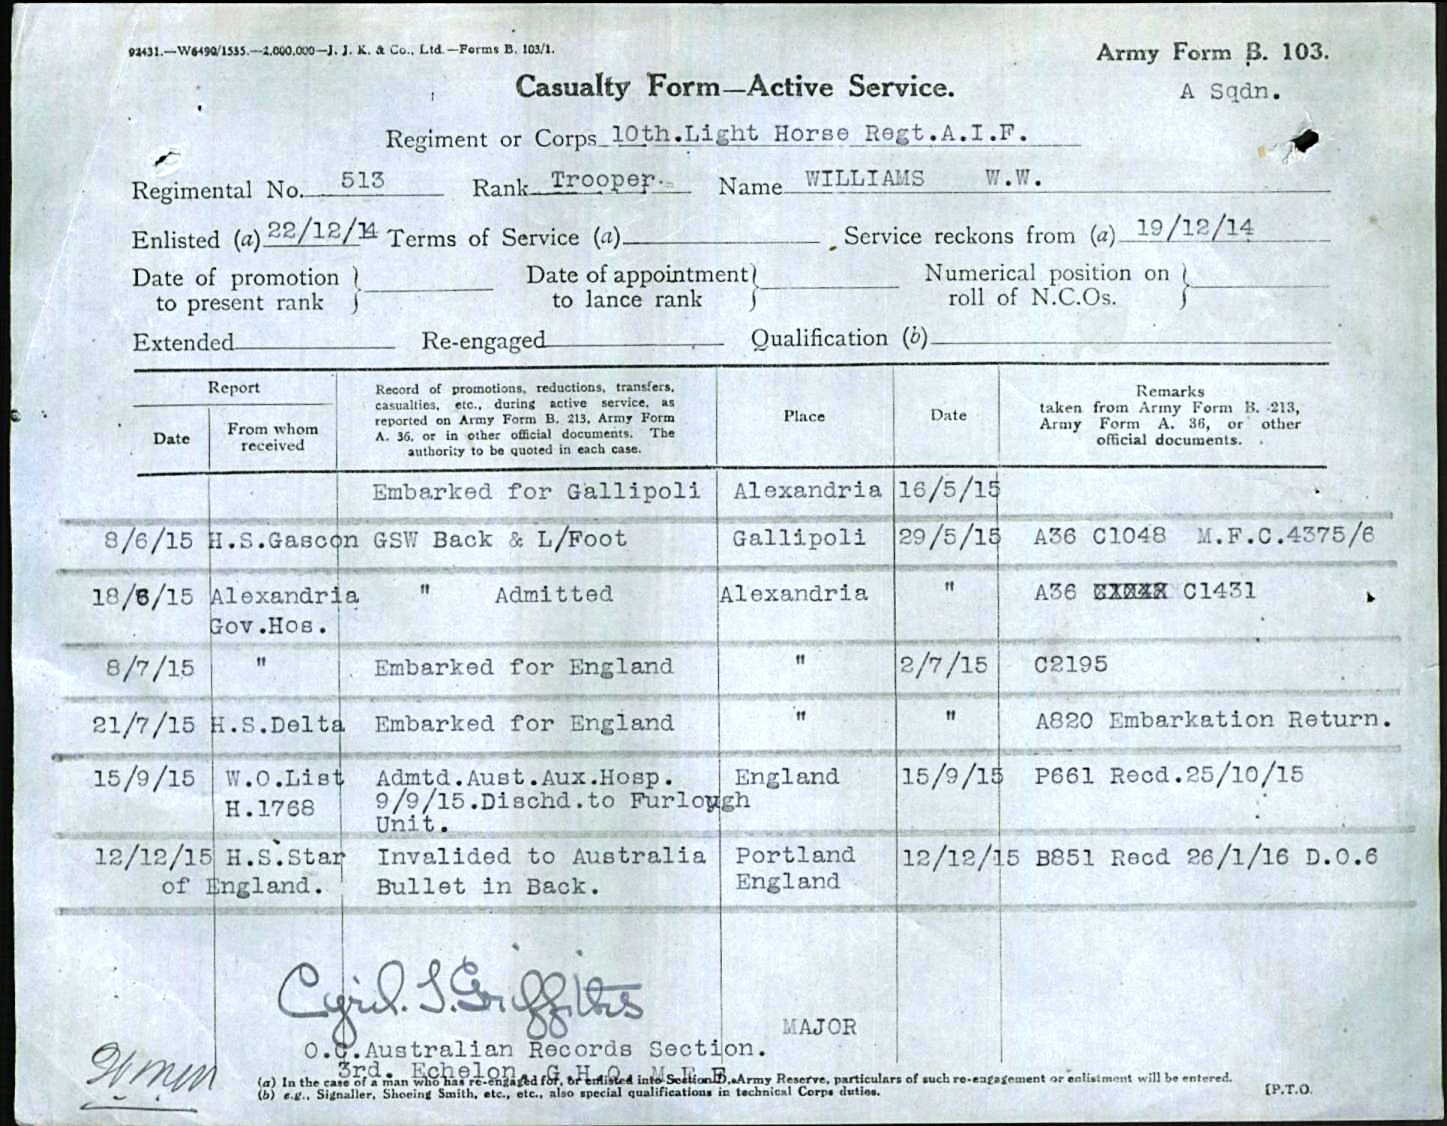 92431.—W6490/1535.—2,000,000—J. J. K. & Co., Ltd.—Forms B. 103/1.
Army Form B. 103.
Casualty Form—Active Service.
A Sqdn.
Regiment or Corps 10th.Light Horse Regt.A.I.F.
Regimental No. 513 Rank Trooper. Name WILLIAMS W.W.
Enlisted (a) 22/12/14 Terms of Service (a) Service reckons from (a) 19/12/14
Date of promotion to present rank } Date of appointment to lance rank } Numerical position on roll of N.C.Os. }
Extended Re-engaged Qualification (b)
Report
Date
From whom received
Record of promotions, reductions, transfers,
casualties, etc., during active service, as
reported on Army Form B. 213, Army Form
A. 36, or in other official documents. The
authority to be quoted in each case.
Place
Date
Remarks
taken from Army Form B. 213,
Army Form A. 36, or other
official documents.
Embarked for Gallipoli Alexandria 16/5/15
8/6/15 H.S.Gascon GSW Back & L/Foot Gallipoli 29/5/15 A36 C1048 M.F.C.4375/6
18/6/15 Alexandria " Admitted Alexandria " A36 C1431
Gov.Hos.
8/7/15 " Embarked for England " 2/7/15 C2195
21/7/15 H.S.Delta Embarked for England " " A820 Embarkation Return.
15/9/15 W.O.List Admtd.Aust.Aux.Hosp. England 15/9/15 P661 Recd.25/10/15
H.1768 9/9/15.Dischd.to Furlough
Unit.
12/12/15 H.S.Star Invalided to Australia Portland 12/12/15 B851 Recd 26/1/16 D.O.6
of England. Bullet in Back. England
Cyril. S. Griffiths
MAJOR
O.C.Australian Records Section.
3rd. Echelon, G.H.Q. M.E.F.
(a) In the case of a man who has re-engaged for, or enlisted into Section D, Army Reserve, particulars of such re-engagement or enlistment will be entered.
(b) e.g., Signaller, Shoeing Smith, etc., etc., also special qualifications in technical Corps duties.
[P.T.O.